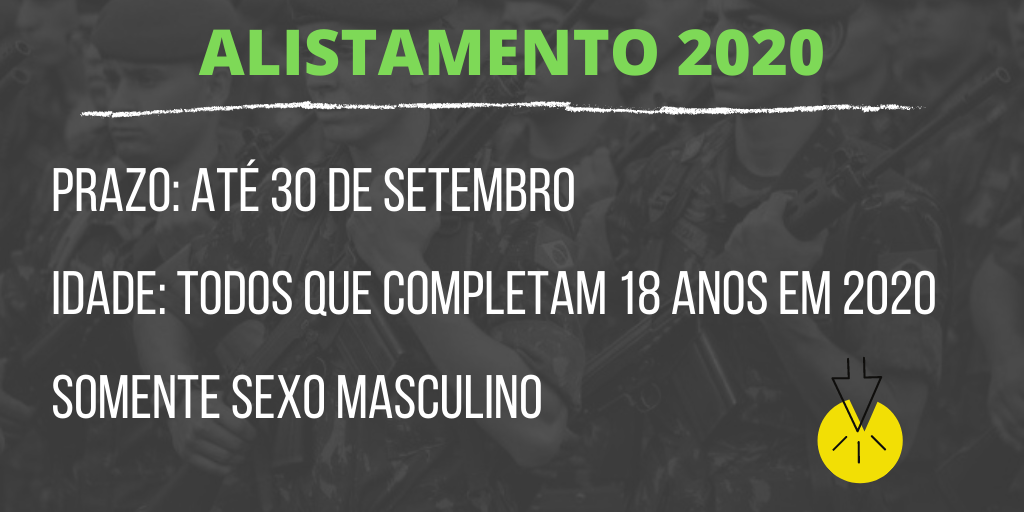 ALISTAMENTO 2020
PRAZO: ATÉ 30 DE SETEMBRO
IDADE: TODOS QUE COMPLETAM 18 ANOS EM 2020
SOMENTE SEXO MASCULINO